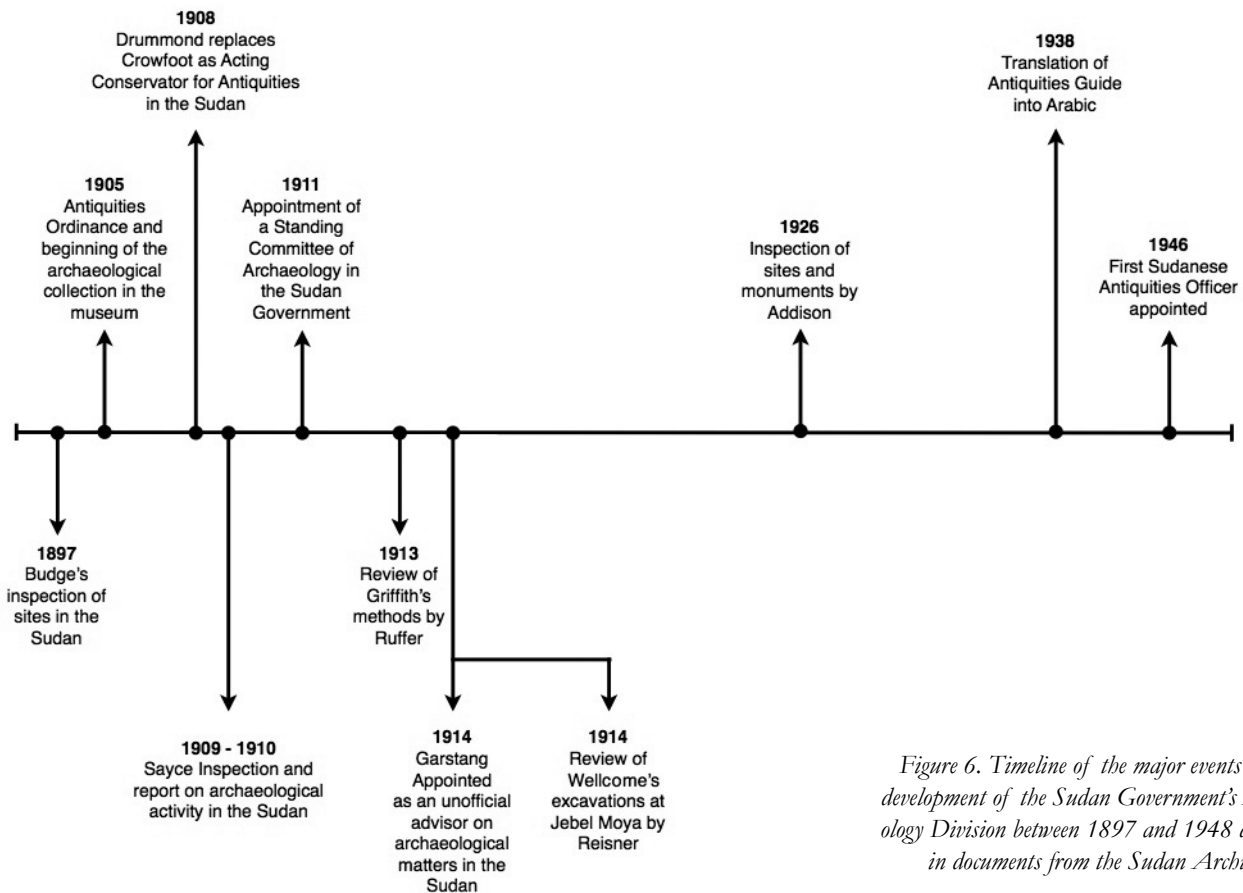 1908
Drummond replaces
Crowfoot as Acting
Conservator for Antiquities
in the Sudan
1938
Translation of
Antiquities Guide
into Arabic
1905
Antiquities
Ordinance and
beginning of the
archaeological
collection in the
museum
1911
Appointment of
a Standing
Committee of
Archaeology in
the Sudan
Government
1926
Inspection of
sites and
monuments by
Addison
1946
First Sudanese
Antiquities Officer
appointed
1897
Budge's
inspection of
sites in the
Sudan
1913
Review of
Griffith's
methods by
Ruffer
1909 - 1910
Sayce Inspection and
report on archaeological
activity in the Sudan
1914
Garstang
Appointed
as an unofficial
advisor on
archaeological
matters in the
Sudan
1914
Review of
Wellcome's
excavations at
Jebel Moya by
Reisner
Figure 6. Timeline of the major events
development of the Sudan Government's
ology Division between 1897 and 1948
in documents from the Sudan